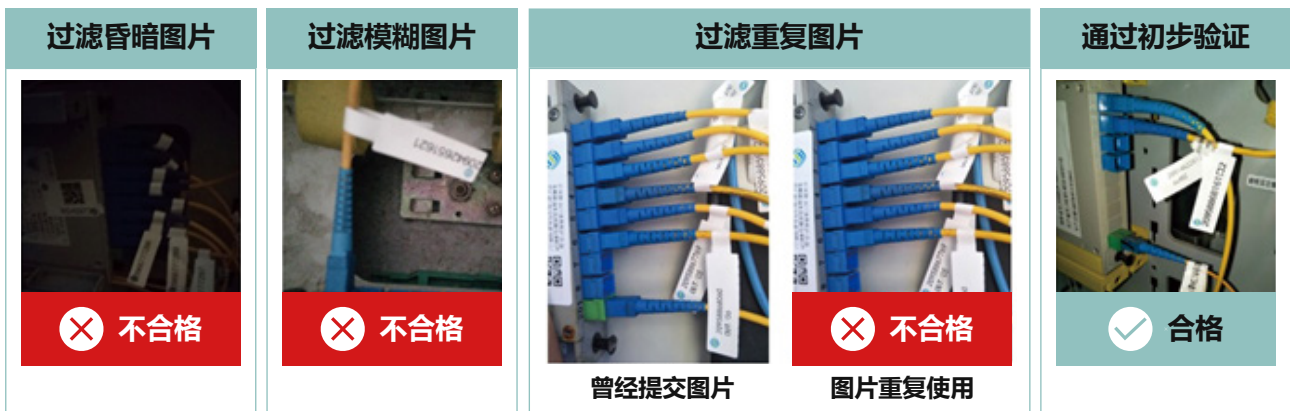 过滤昏暗图片
过滤模糊图片
过滤重复图片
通过初步验证
不合格
不合格
不合格
合格
曾经提交图片
图片重复使用